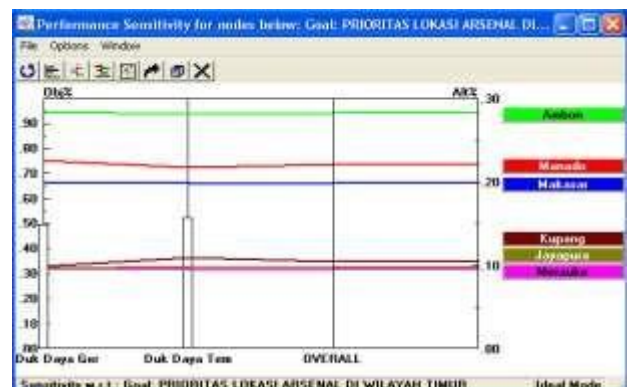 Performance Sensitivity for nodes below: Goal: PRIORITAS LOKASI ARSENAL DI...
File Options Window
Obj% Alt%
.30
.90
.80
.70
.60
.50
.40
.30
.20
.10
.00
.20
.10
.00
Ambon
Manado
Makasar
Kupang
Jayapura
Merauke
Duk Daya Ger Duk Daya Tem OVERALL
Sensitivity w.r.t.: Goal: PRIORITAS LOKASI ARSENAL DI WILAYAH TIMUR Ideal Mode